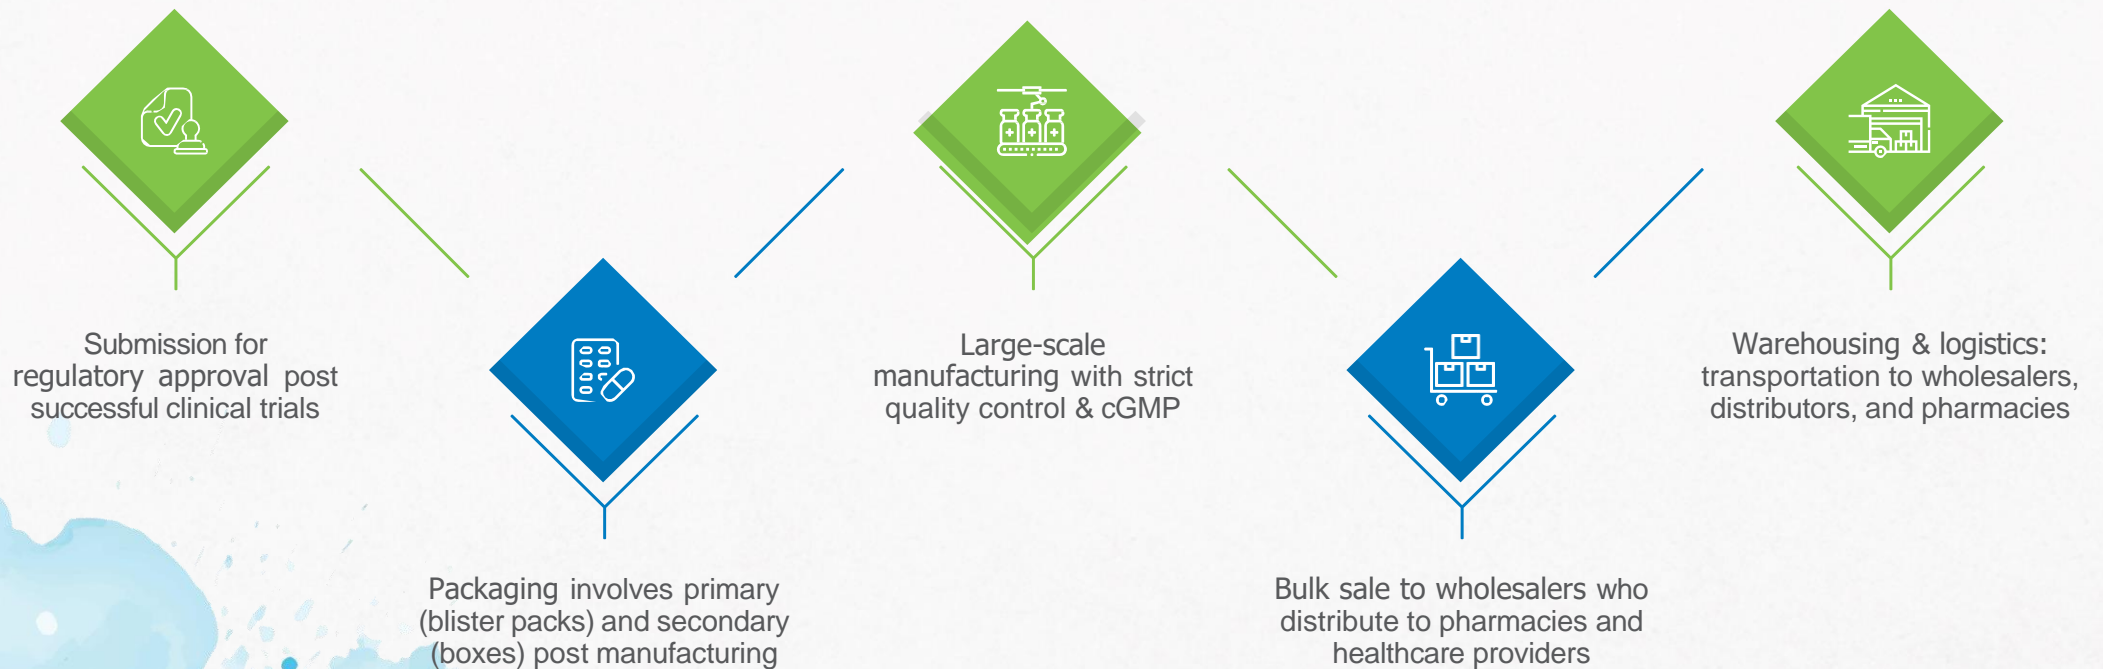 Submission for
regulatory approval post
successful clinical trials
Packaging involves primary
(blister packs) and secondary
(boxes) post manufacturing
Large-scale
manufacturing with strict
quality control & cGMP
Bulk sale to wholesalers who
distribute to pharmacies and
healthcare providers
Warehousing & logistics:
transportation to wholesalers,
distributors, and pharmacies